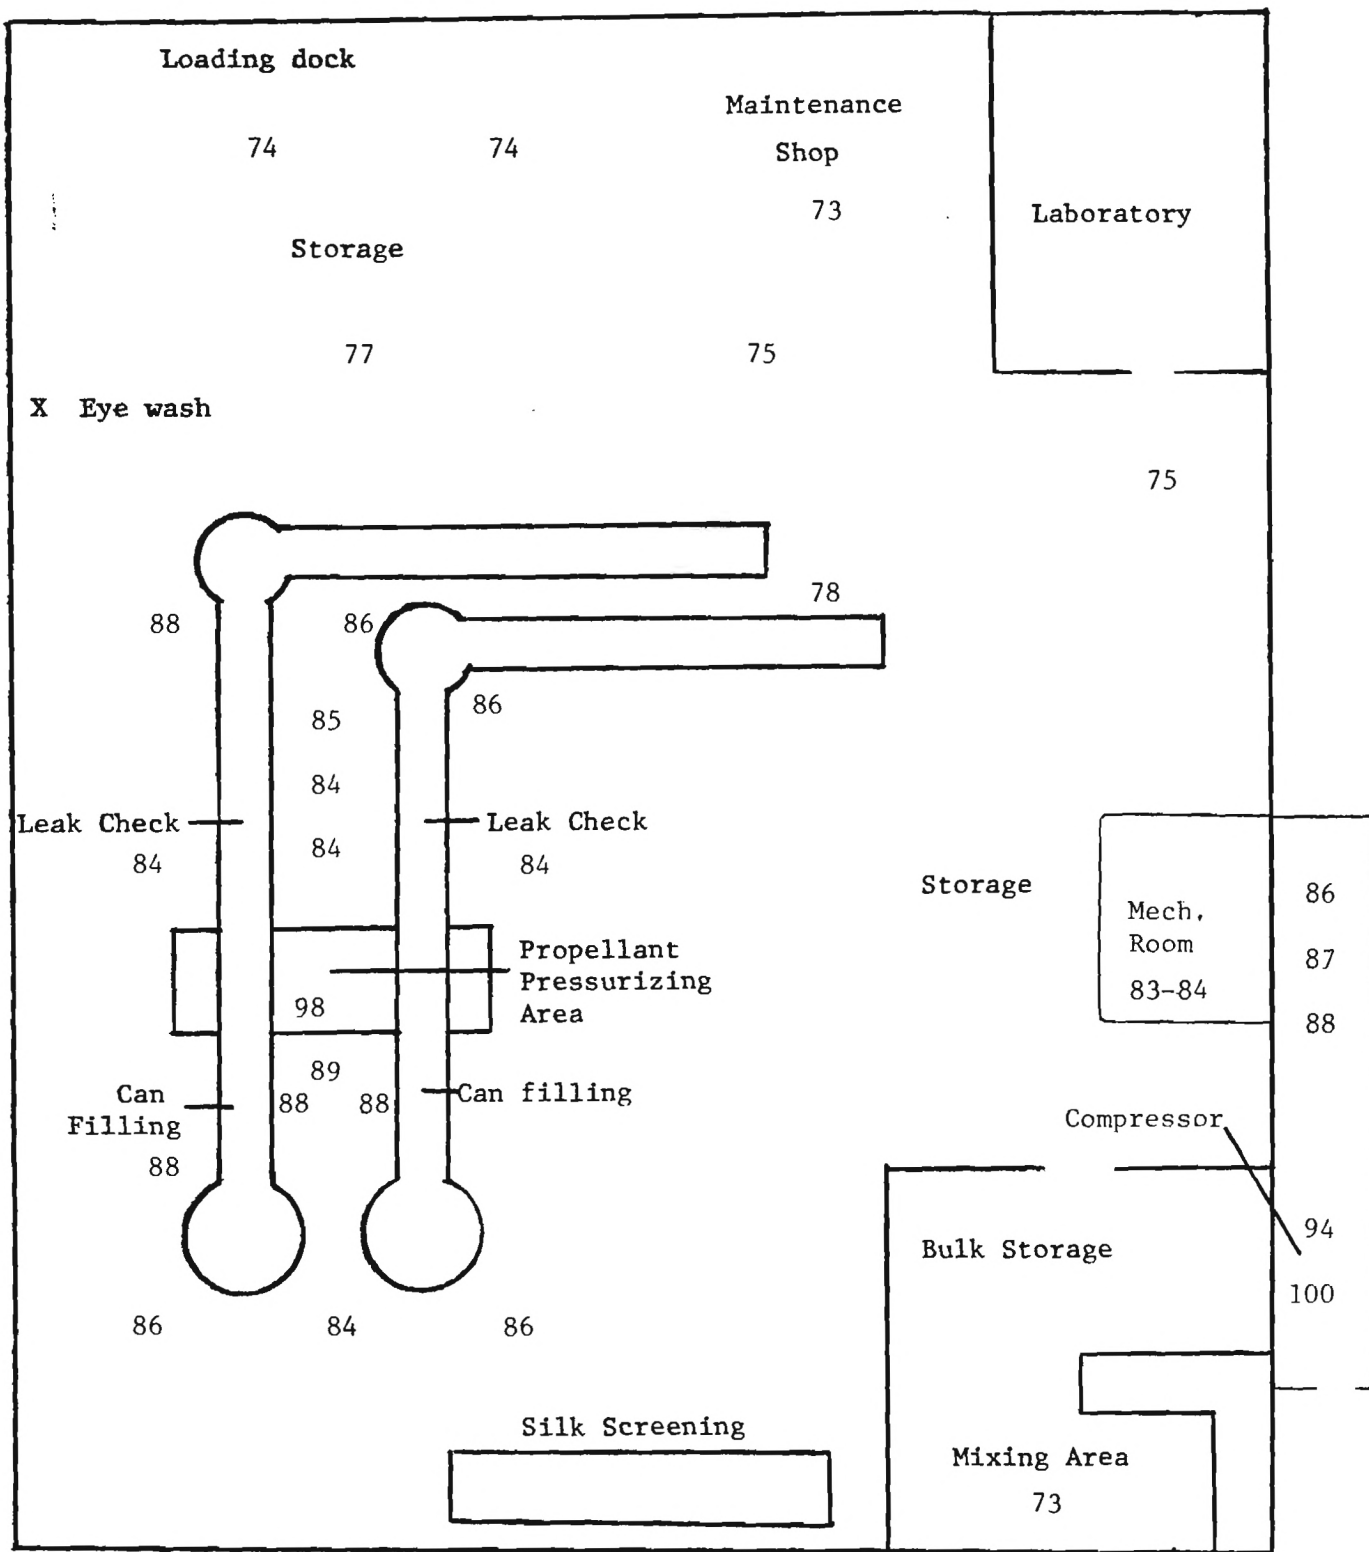 Loading dock
Maintenance
Shop
74
74
73
Laboratory
Storage
77
75
X Eye wash
75
78
88
86
86
85
84
Leak Check
84
84
Leak Check
84
Storage
86
Mech.
Room
83-84
87
88
Propellant
Pressurizing
Area
98
89
Can
Filling
88
88
88
Can filling
Compressor
94
100
Bulk Storage
86
84
86
Silk Screening
Mixing Area
73